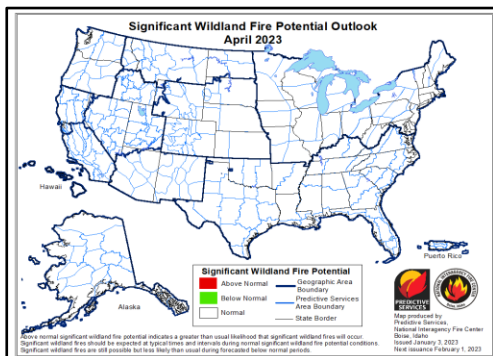 Significant Wildland Fire Potential Outlook
April 2023
Hawaii
Alaska
Puerto Rico
Significant Wildland Fire Potential
Above Normal
Below Normal
Normal
Geographic Area
Boundary
Predictive Services
Area Boundary
State Border
PREDICTIVE
SERVICES
Map produced by
Predictive Services,
National Interagency Fire Center
Boise, Idaho
Issued January 3, 2023
Next issuance February 1, 2023
Above normal significant wildland fire potential indicates a greater than usual likelihood that significant wildland fires will occur.
Significant wildland fires should be expected at typical times and intervals during normal significant wildland fire potential conditions.
Significant wildland fires are still possible but less likely than usual during forecasted below normal periods.